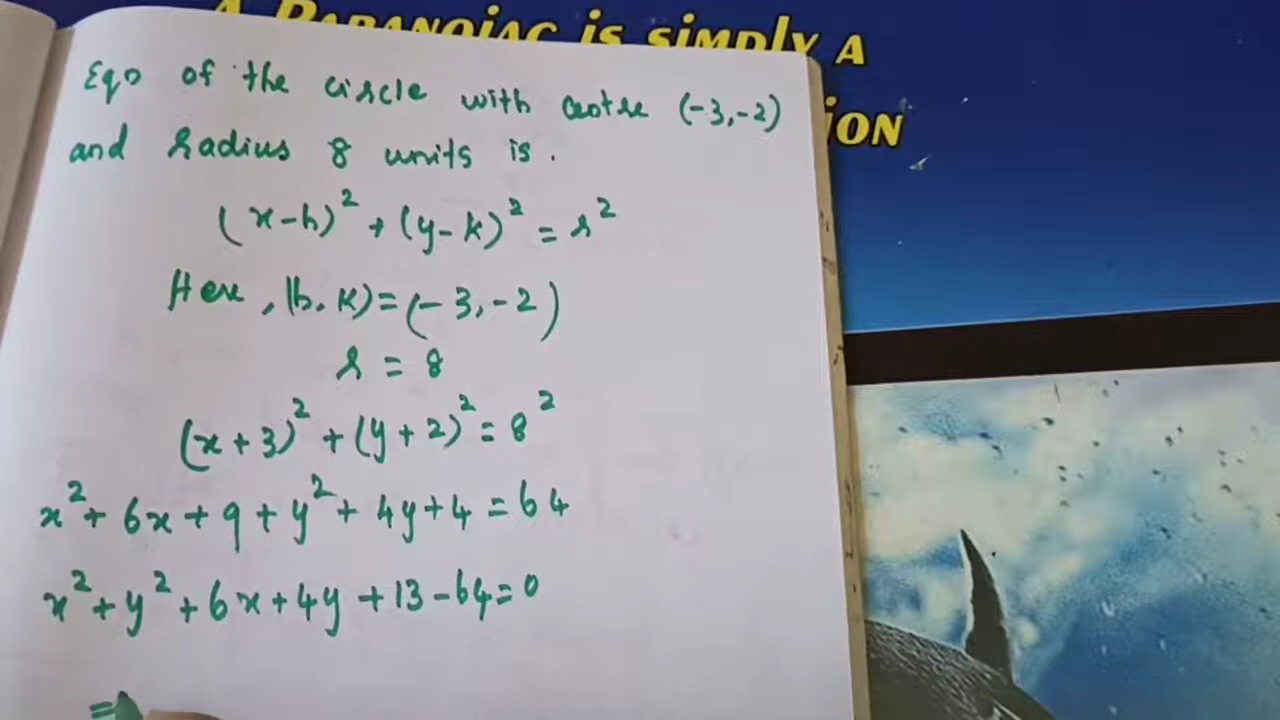 A PARANOiAC is simply A
iON
Eqn of the circle with centre (-3,-2)
and radius 8 units is.
(x-h)² + (y-k)² = r²
Here, (h, k) = (-3, -2)
r = 8
(x+3)² + (y+2)² = 8²
x² + 6x + 9 + y² + 4y + 4 = 64
x² + y² + 6x + 4y + 13 - 64 = 0
=